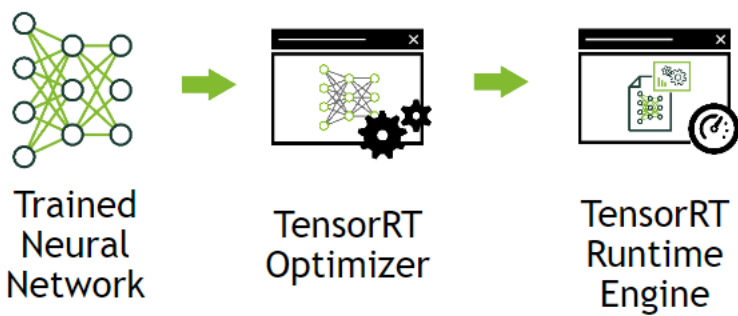 Trained
Neural
Network
TensorRT
Optimizer
TensorRT
Runtime
Engine